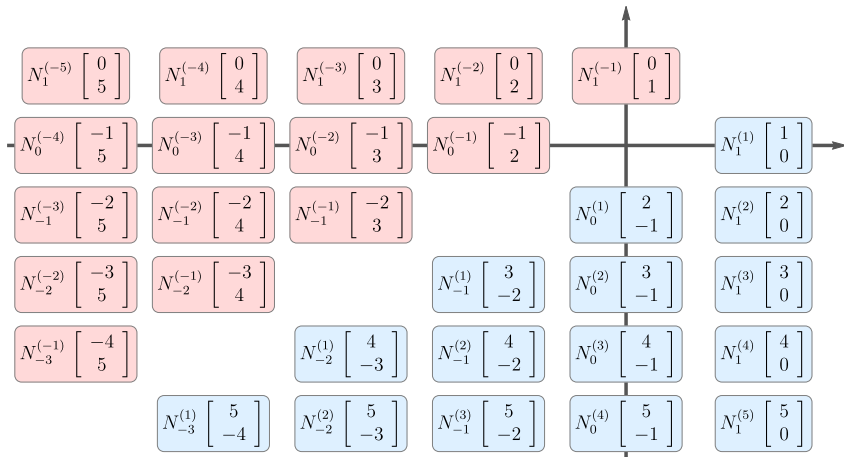 N_1^{(-5)} [0 5] N_1^{(-4)} [0 4] N_1^{(-3)} [0 3] N_1^{(-2)} [0 2] N_1^{(-1)} [0 1]
N_0^{(-4)} [−1 5] N_0^{(-3)} [−1 4] N_0^{(-2)} [−1 3] N_0^{(-1)} [−1 2] N_1^{(1)} [1 0]
N_{-1}^{(-3)} [−2 5] N_{-1}^{(-2)} [−2 4] N_{-1}^{(-1)} [−2 3] N_0^{(1)} [2 −1] N_1^{(2)} [2 0]
N_{-2}^{(-2)} [−3 5] N_{-2}^{(-1)} [−3 4] N_{-1}^{(1)} [3 −2] N_0^{(2)} [3 −1] N_1^{(3)} [3 0]
N_{-3}^{(-1)} [−4 5] N_{-2}^{(1)} [4 −3] N_{-1}^{(2)} [4 −2] N_0^{(3)} [4 −1] N_1^{(4)} [4 0]
N_{-3}^{(1)} [5 −4] N_{-2}^{(2)} [5 −3] N_{-1}^{(3)} [5 −2] N_0^{(4)} [5 −1] N_1^{(5)} [5 0]